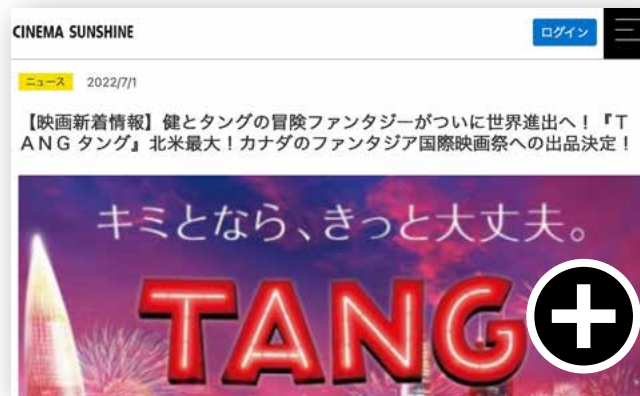 CINEMA SUNSHINE
ログイン
ニュース 2022/7/1
【映画新着情報】健とタングの冒険ファンタジーがついに世界進出へ！『T
ANG タング』北米最大！カナダのファンタジア国際映画祭への出品決定！
キミとなら、きっと大丈夫。
TANG